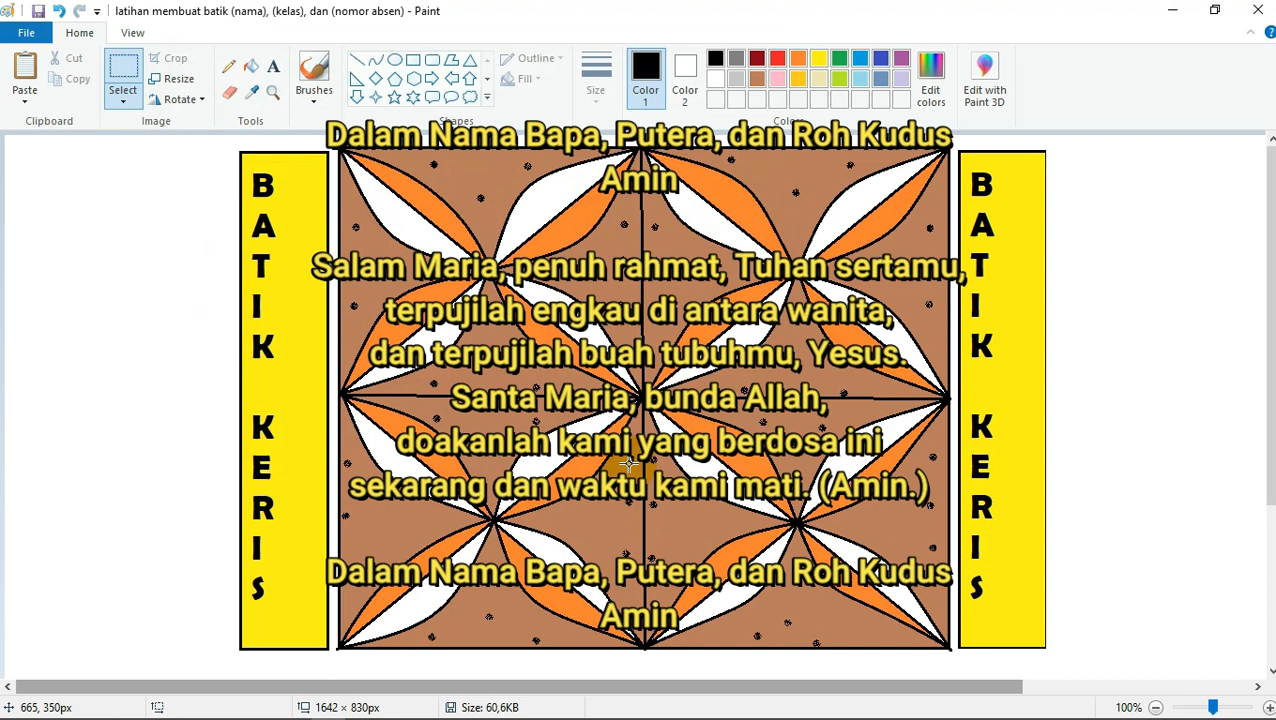 latihan membuat batik (nama), (kelas), dan (nomor absen) - Paint
File
Home
View
Paste
Cut
Copy
Clipboard
Select
Crop
Resize
Rotate
Image
Tools
Brushes
Outline
Fill
Shapes
Size
Color
1
Color
2
Edit
colors
Colors
Edit with
Paint 3D
Dalam Nama Bapa, Putera, dan Roh Kudus
Amin
Salam Maria, penuh rahmat, Tuhan sertamu,
terpujilah engkau di antara wanita,
dan terpujilah buah tubuhmu, Yesus.
Santa Maria, bunda Allah,
doakanlah kami yang berdosa ini
sekarang dan waktu kami mati. (Amin.)
Dalam Nama Bapa, Putera, dan Roh Kudus
Amin
B
A
T
I
K
K
E
R
I
S
B
A
T
I
K
K
E
R
I
S
665, 350px
1642 × 830px
Size: 60,6KB
100%